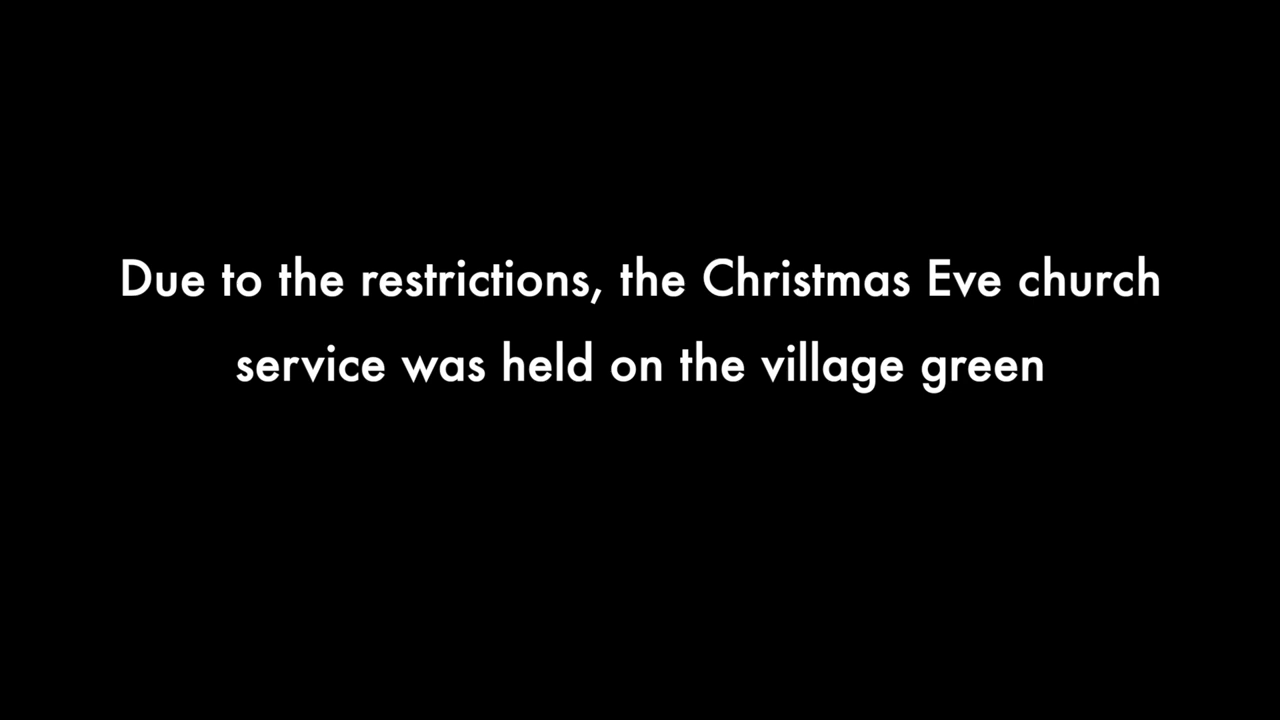 Due to the restrictions, the Christmas Eve church
service was held on the village green